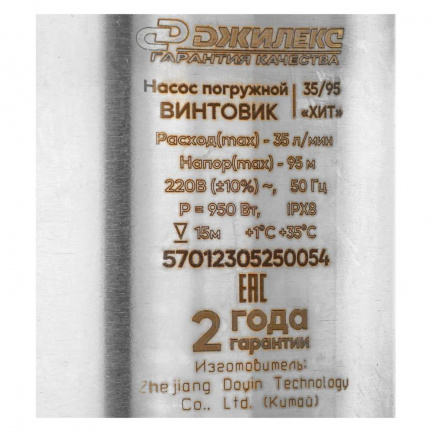 ДЖИЛЕКС
ГАРАНТИЯ КАЧЕСТВА
Насос погружной 35/95
ВИНТОВИК «ХИТ»
Расход(max) - 35 л/мин
Напор(max) - 95 м
220В (±10%) ~, 50 Гц
P = 950 Вт, IPX8
15м +1°C +35°C
57012305250054
EAC
2 года
гарантии
Изготовитель:
Zhejiang Doyin Technology
Co., Ltd. (Китай)